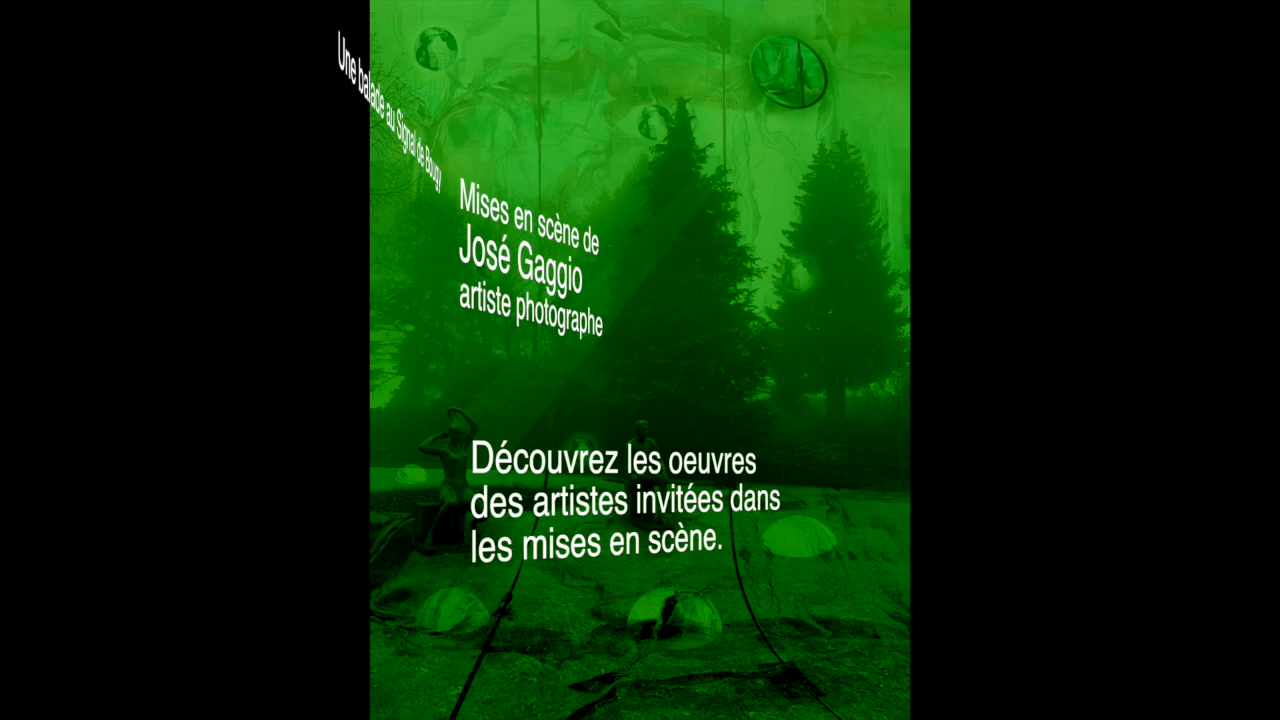 Une balade au Signal de Bougy
Mises en scène de
José Gaggio
artiste photographe
Découvrez les oeuvres
des artistes invitées dans
les mises en scène.